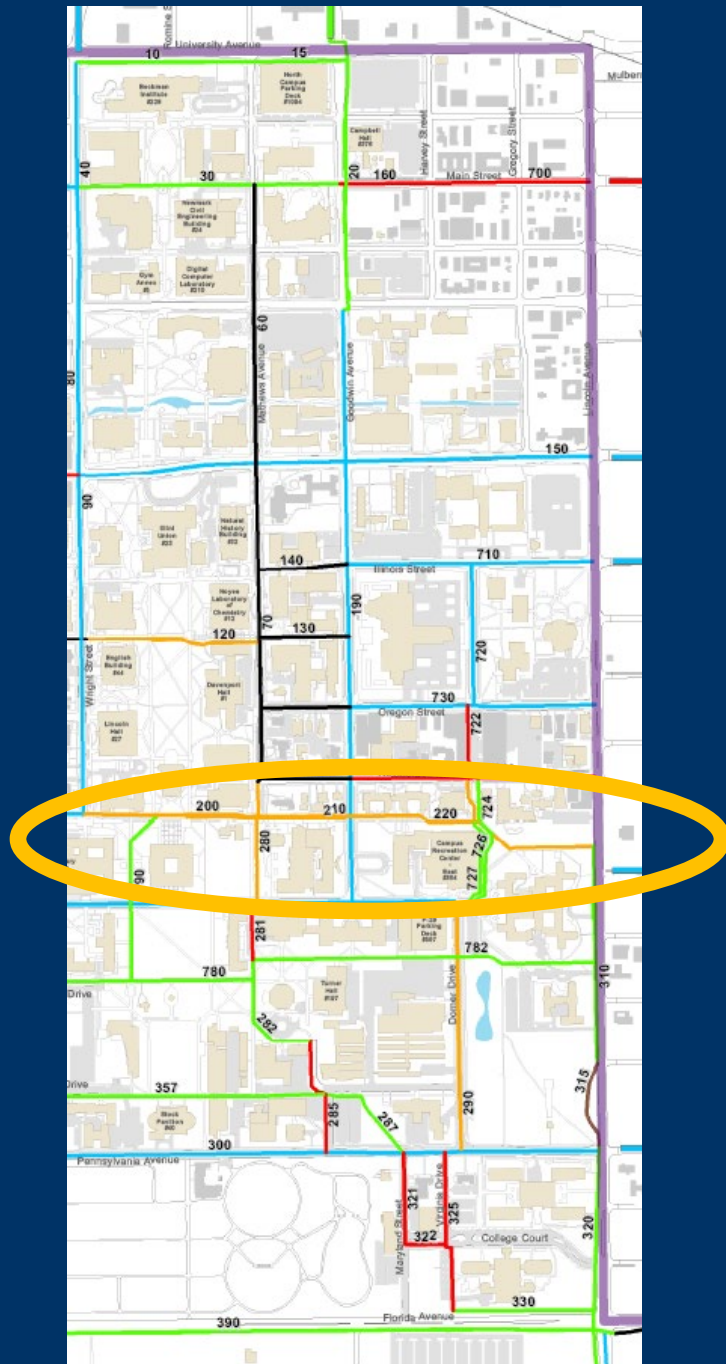 Romine S
University Avenue
10
15
Mulber
Beckman
Institute
#228
North
Campus
Parking
Deck
Campbell
Hall
Harvey Street
Gregory Street
40
30
20
160
Main Street
700
Newmark
Civil
Engineering
Building
#24
Gym
Annex
Digital
Computer
Laboratory
60
Mathews Avenue
Goodwin Avenue
Lincoln Avenue
80
150
90
Illini
Union
#23
Natural
History
Building
140
710
Illinois Street
Noyes
Laboratory
of
Chemistry
70
130
190
120
720
English
Building
Wright Street
Davenport
Hall
730
Oregon Street
Lincoln
Hall
722
200
210
220
724
280
Campus
Recreation
Center
East
726
727
90
281
Parking
Deck
782
780
Drive
Turner
Hall
Dorner Drive
310
282
Drive
357
315
Stock
Pavilion
285
287
290
300
Pennsylvania Avenue
321
Virginia Drive
325
Maryland Street
322
College Court
320
330
Florida Avenue
390